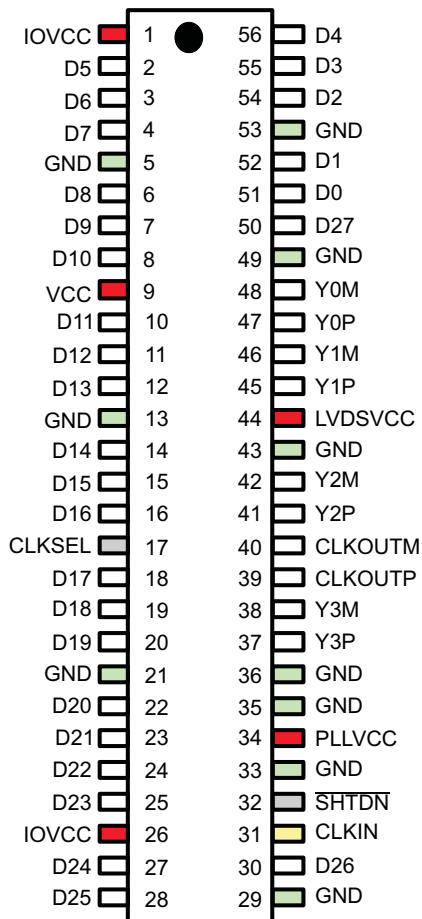 IOVCC 1 56 D4
D5 2 55 D3
D6 3 54 D2
D7 4 53 GND
GND 5 52 D1
D8 6 51 D0
D9 7 50 D27
D10 8 49 GND
VCC 9 48 Y0M
D11 10 47 Y0P
D12 11 46 Y1M
D13 12 45 Y1P
GND 13 44 LVDSVCC
D14 14 43 GND
D15 15 42 Y2M
D16 16 41 Y2P
CLKSEL 17 40 CLKOUTM
D17 18 39 CLKOUTP
D18 19 38 Y3M
D19 20 37 Y3P
GND 21 36 GND
D20 22 35 GND
D21 23 34 PLLVCC
D22 24 33 GND
D23 25 32 SHTDN
IOVCC 26 31 CLKIN
D24 27 30 D26
D25 28 29 GND